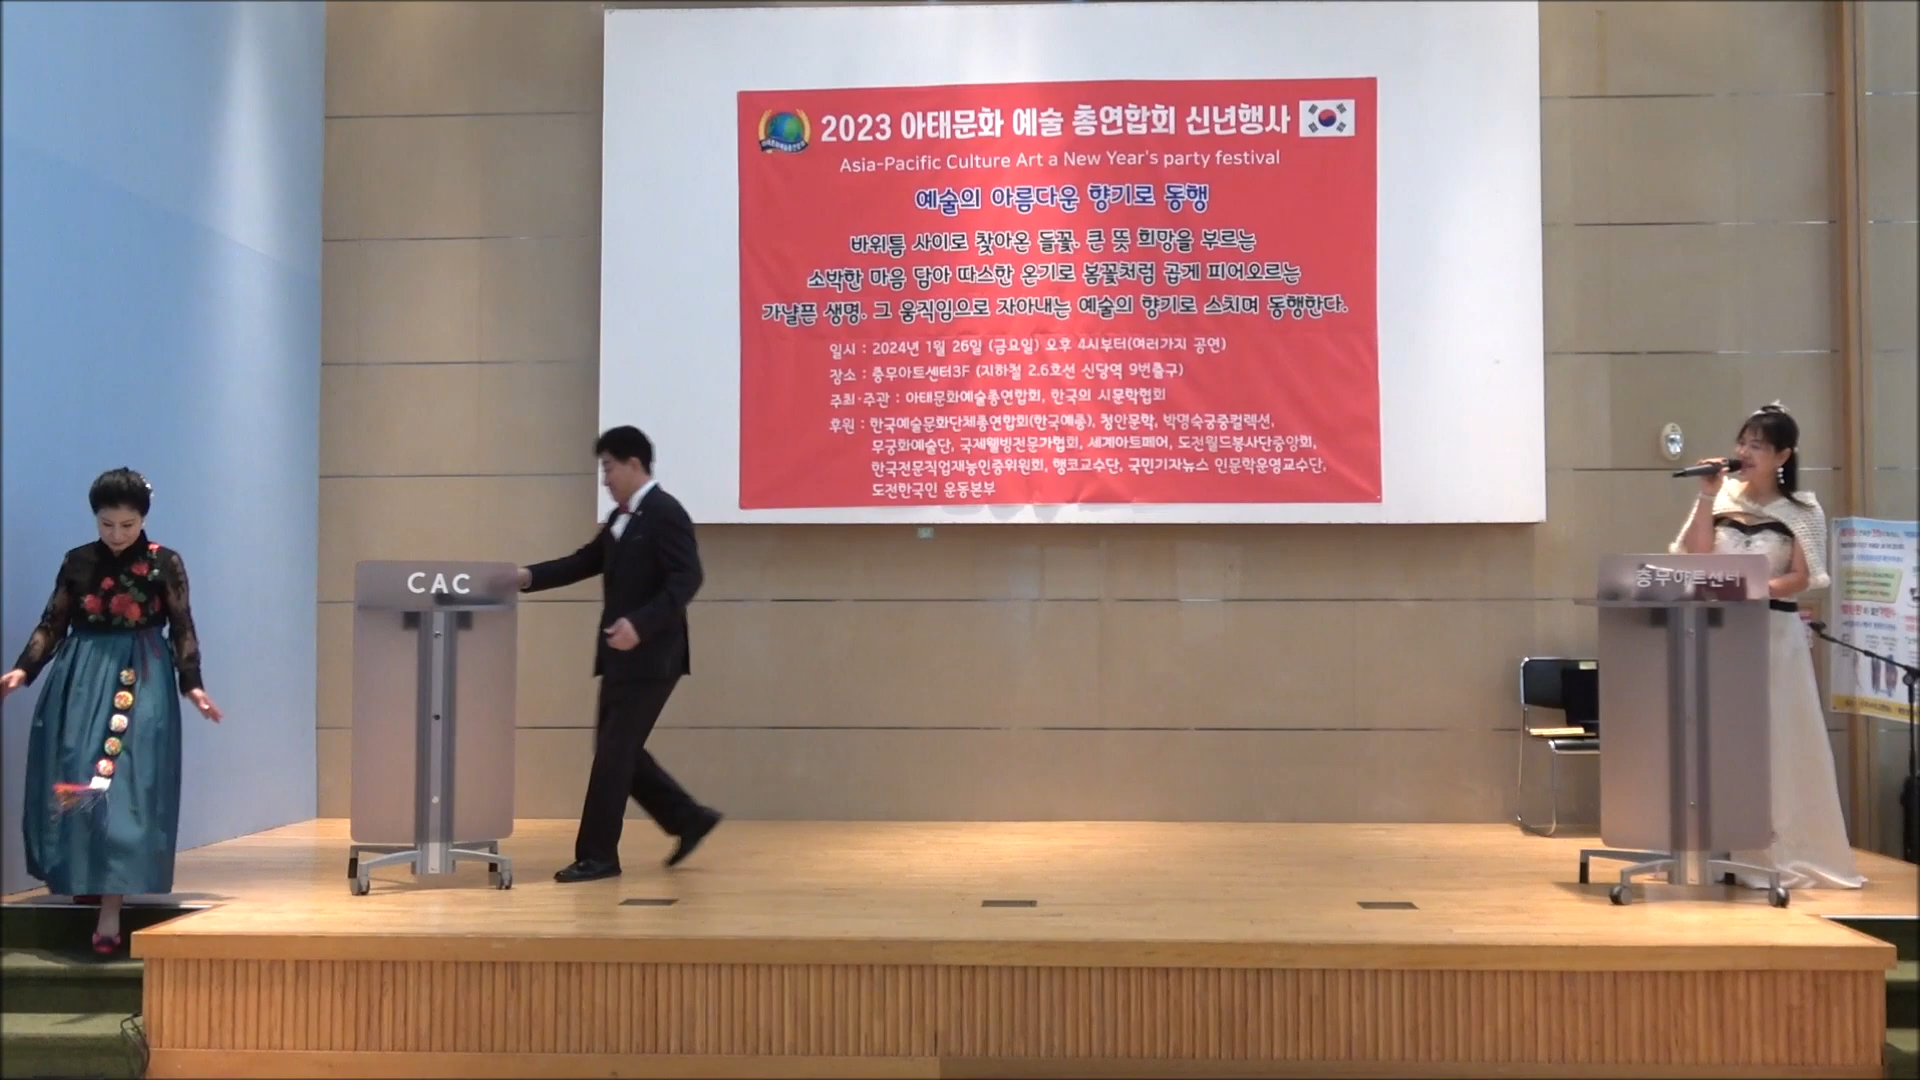 2023 아태문화 예술 총연합회 신년행사
Asia-Pacific Culture Art a New Year's party festival
예술의 아름다운 향기로 동행
바위틈 사이로 찾아온 들꽃. 큰 뜻 희망을 부르는
소박한 마음 담아 따스한 온기로 봄꽃처럼 곱게 피어오르는
가냘픈 생명. 그 움직임으로 자아내는 예술의 향기로 스치며 동행한다.
일시 : 2024년 1월 26일 (금요일) 오후 4시부터(여러가지 공연)
장소 : 충무아트센터3F (지하철 2.6호선 신당역 9번출구)
주최·주관 : 아태문화예술총연합회, 한국의 시문학협회
후원 : 한국예술문화단체총연합회(한국예총), 청안문학, 박명숙궁중컬렉션,
무궁화예술단, 국제웰빙전문가협회, 세계아트페어, 도전월드봉사단중앙회,
한국전문직업재능인증위원회, 행코교수단, 국민기자뉴스 인문학운영교수단,
도전한국인 운동본부
CAC
충무아트센터